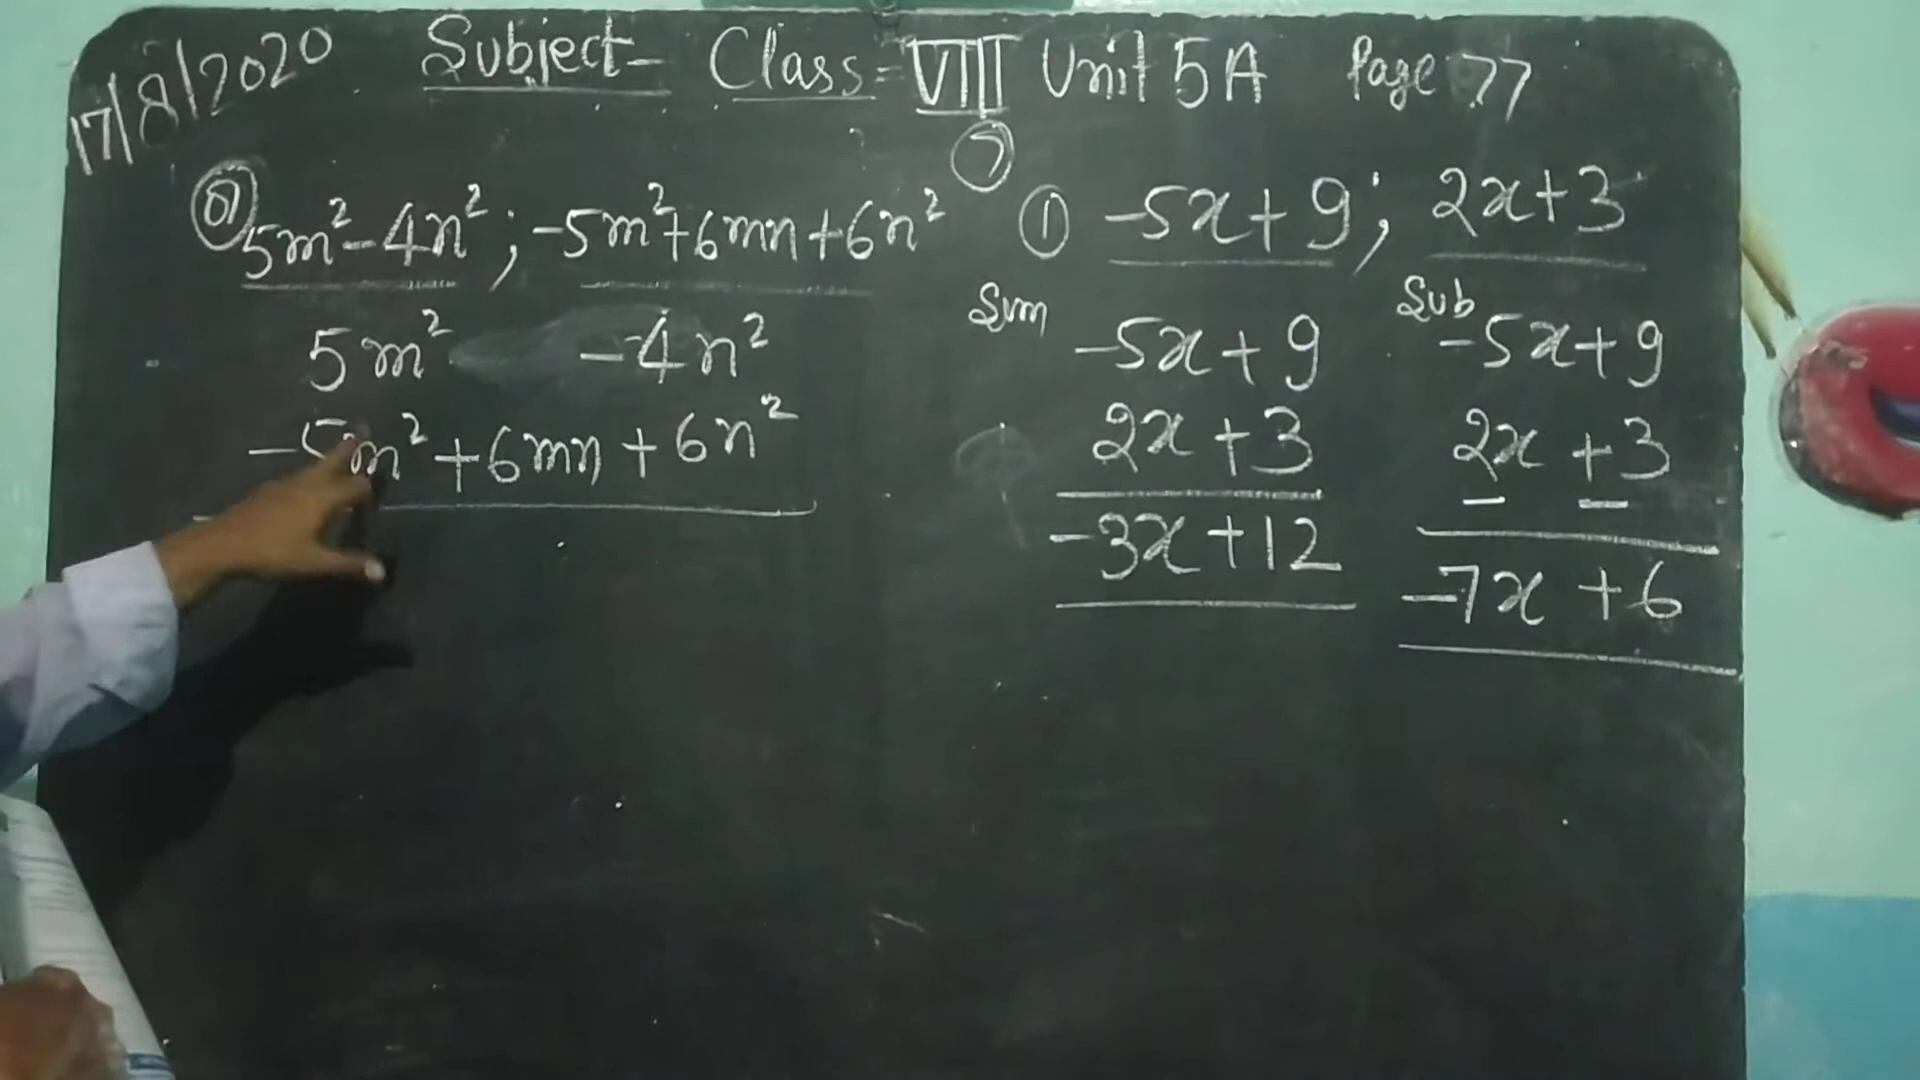 17/8/2020 Subject- Class = VIII Unit 5A Page 77
5m² - 4n² ; -5m² + 6mn + 6n²
5m² -4n²
-5m² + 6mn + 6n²
7
① -5x + 9 ; 2x + 3
Sum
-5x + 9
2x + 3
-3x + 12
Sub
-5x + 9
2x + 3
- -
-7x + 6